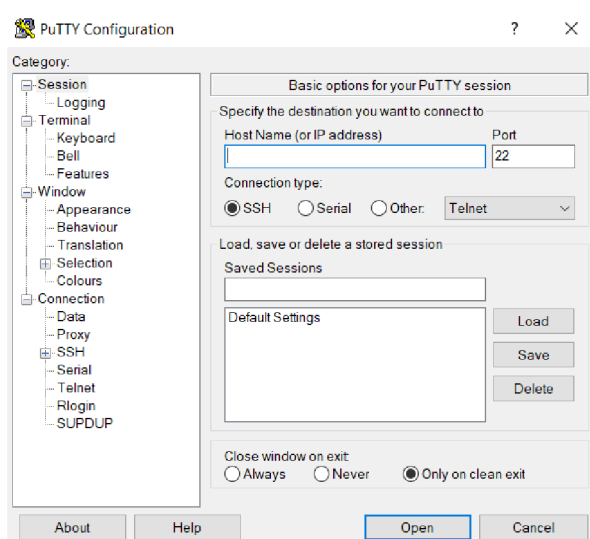 PuTTY Configuration ? ×
Category:
Session
Logging
Terminal
Keyboard
Bell
Features
Window
Appearance
Behaviour
Translation
Selection
Colours
Connection
Data
Proxy
SSH
Serial
Telnet
Rlogin
SUPDUP
Basic options for your PuTTY session
Specify the destination you want to connect to
Host Name (or IP address) Port
22
Connection type:
SSH Serial Other: Telnet
Load, save or delete a stored session
Saved Sessions
Default Settings
Load
Save
Delete
Close window on exit:
Always Never Only on clean exit
About Help Open Cancel